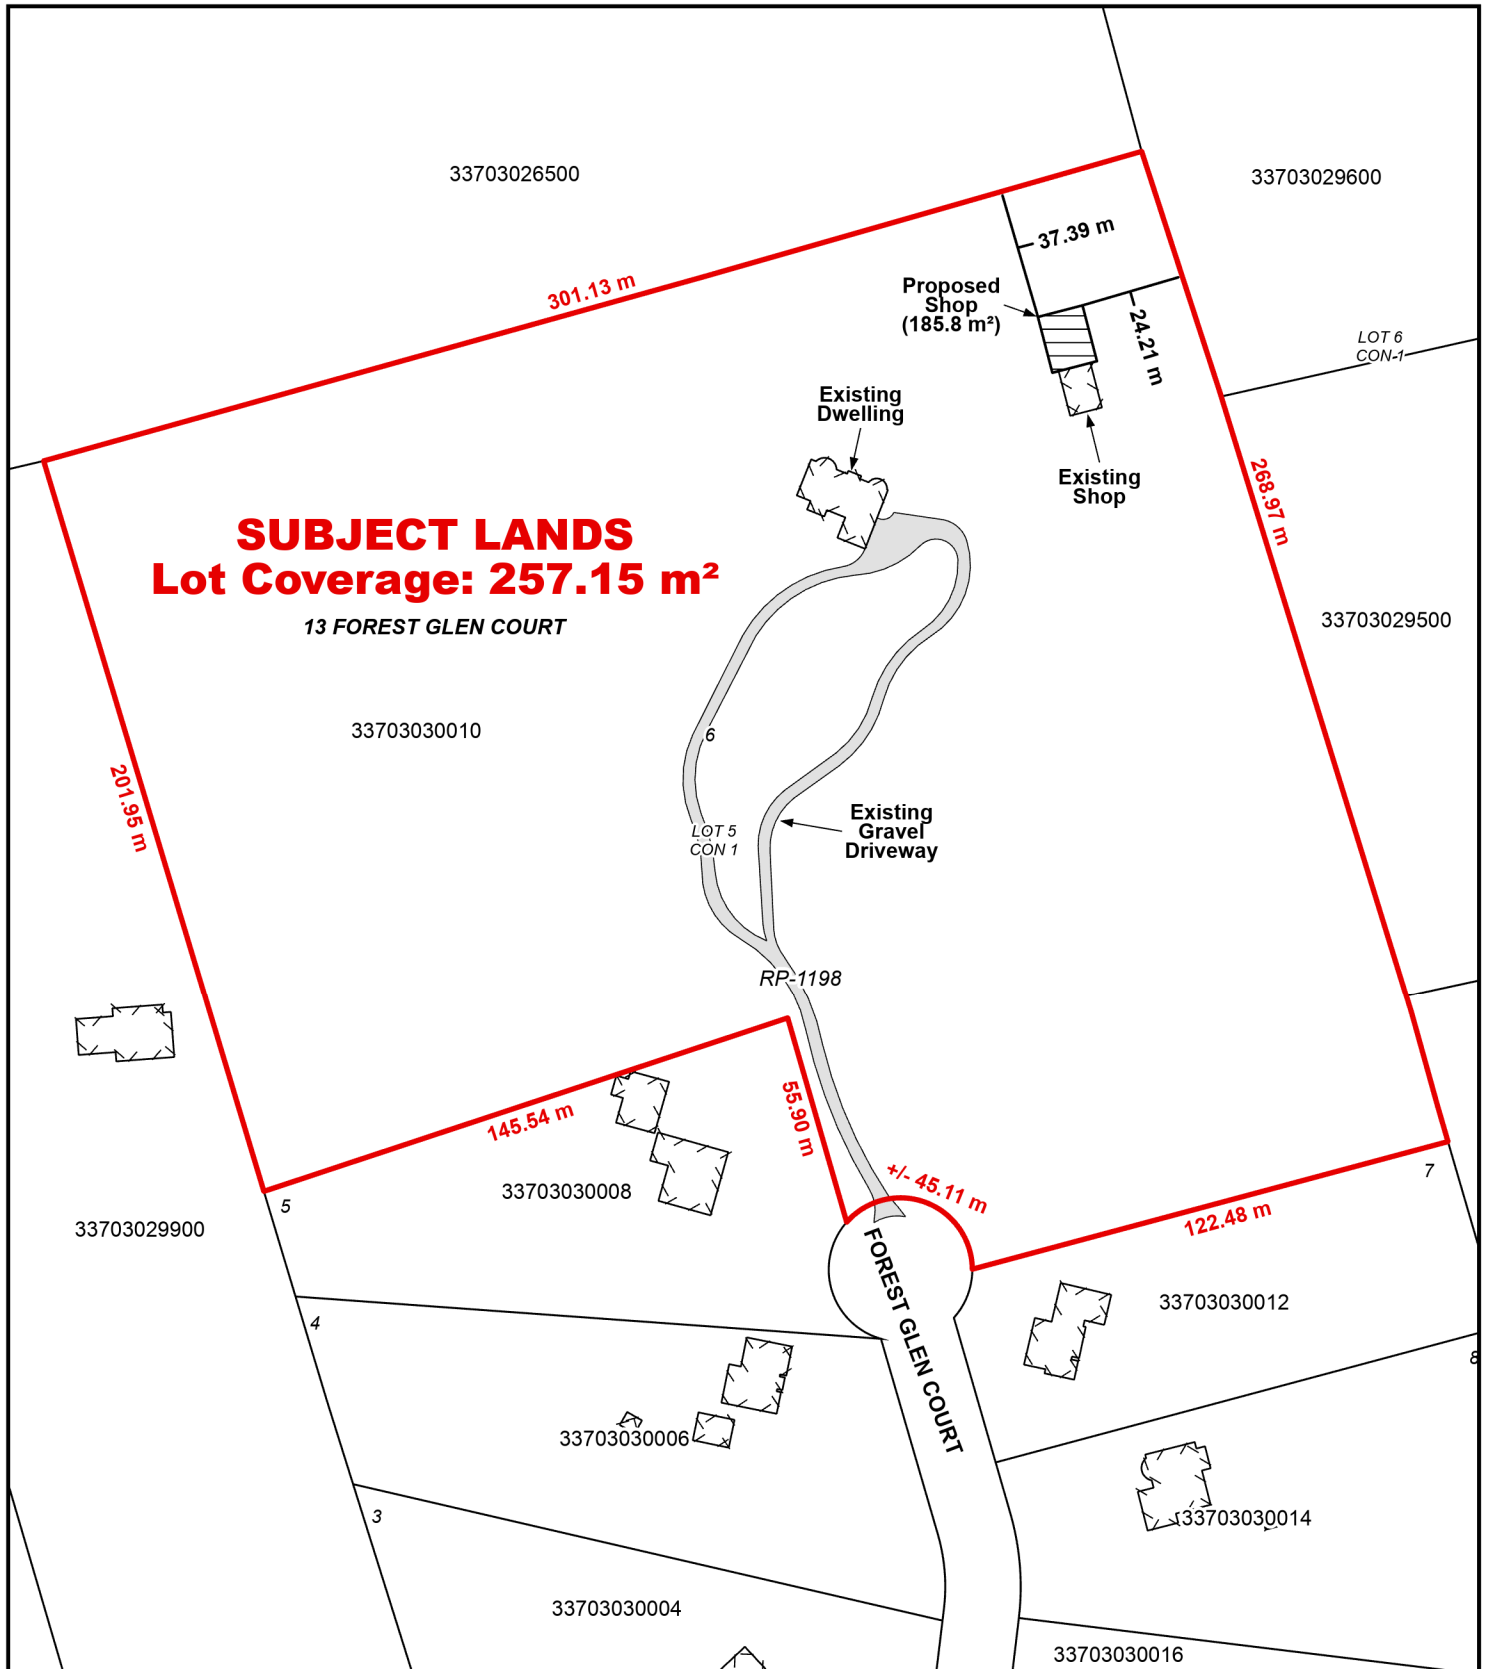 33703026500
33703029600
37.39 m
301.13 m
Proposed
Shop
(185.8 m²)
24.21 m
LOT 6
CON-1
Existing
Dwelling
Existing
Shop
268.97 m
SUBJECT LANDS
Lot Coverage: 257.15 m²
13 FOREST GLEN COURT
33703029500
33703030010
6
201.95 m
LOT 5
CON 1
Existing
Gravel
Driveway
RP-1198
145.54 m
55.90 m
+/- 45.11 m
7
33703030008
5
33703029900
122.48 m
FOREST GLEN COURT
33703030012
4
8
33703030006
3
33703030014
33703030004
33703030016